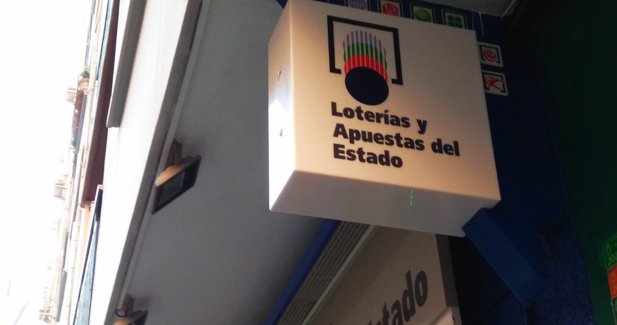 Loterías y
Apuestas del
Estado